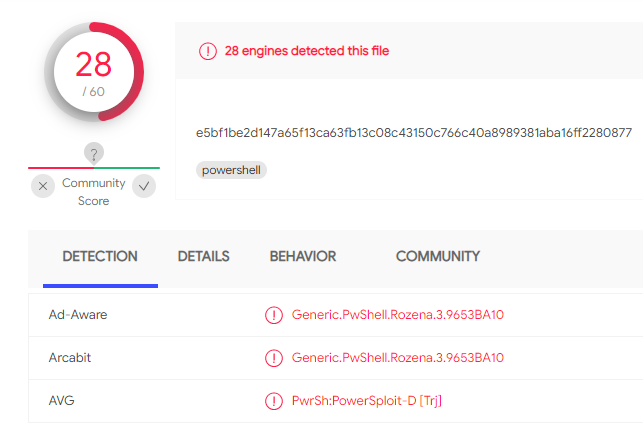 28
/ 60
?
Community
Score
28 engines detected this file
e5bf1be2d147a65f13ca63fb13c08c43150c766c40a8989381aba16ff2280877
powershell
DETECTION DETAILS BEHAVIOR COMMUNITY
Ad-Aware Generic.PwShell.Rozena.3.9653BA10
Arcabit Generic.PwShell.Rozena.3.9653BA10
AVG PwrSh:PowerSploit-D [Trj]